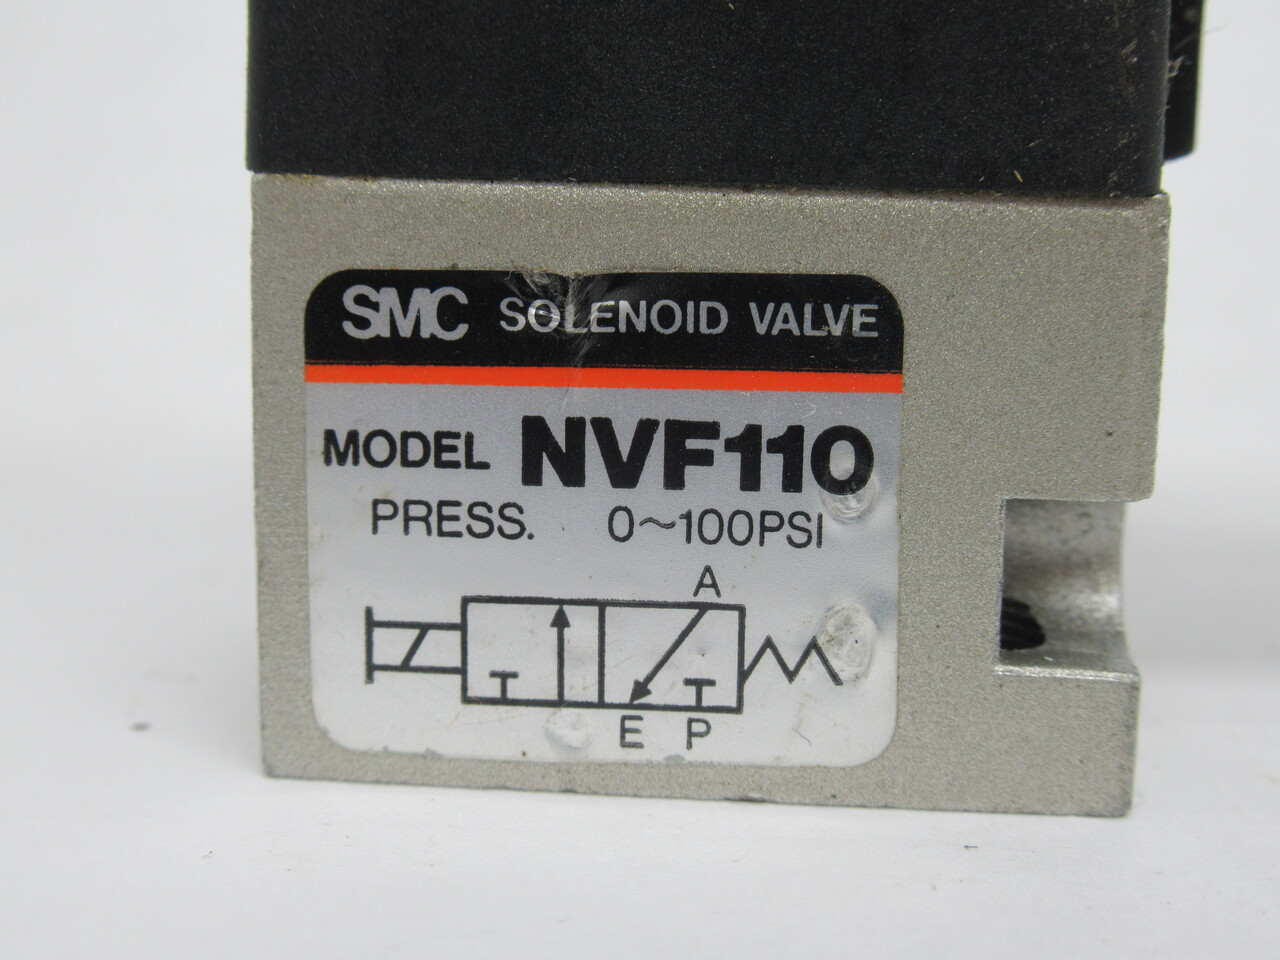 SMC SOLENOID VALVE
MODEL NVF110
PRESS. 0~100PSI
A
E P